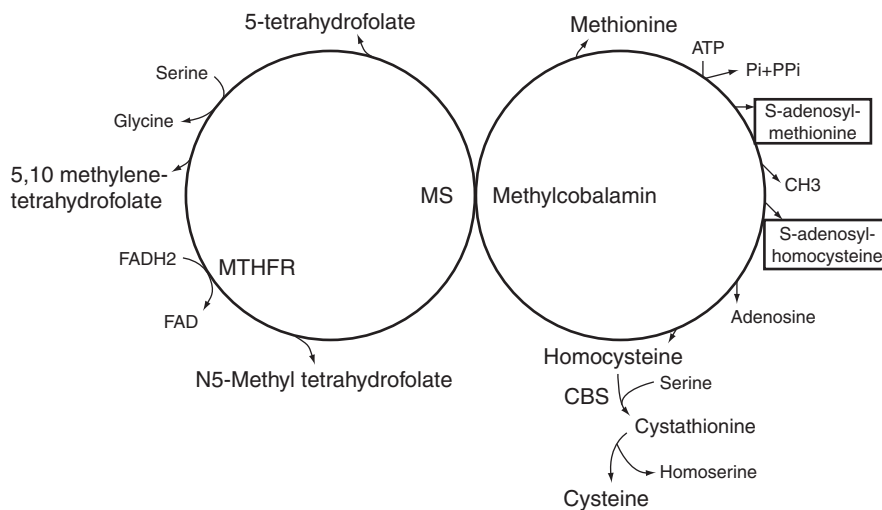 5-tetrahydrofolate
Serine
Glycine
5,10 methylene-
tetrahydrofolate
FADH2
MTHFR
FAD
N5-Methyl tetrahydrofolate
MS
Methylcobalamin
Methionine
ATP
Pi+PPi
S-adenosyl-
methionine
CH3
S-adenosyl-
homocysteine
Adenosine
Homocysteine
CBS
Serine
Cystathionine
Homoserine
Cysteine